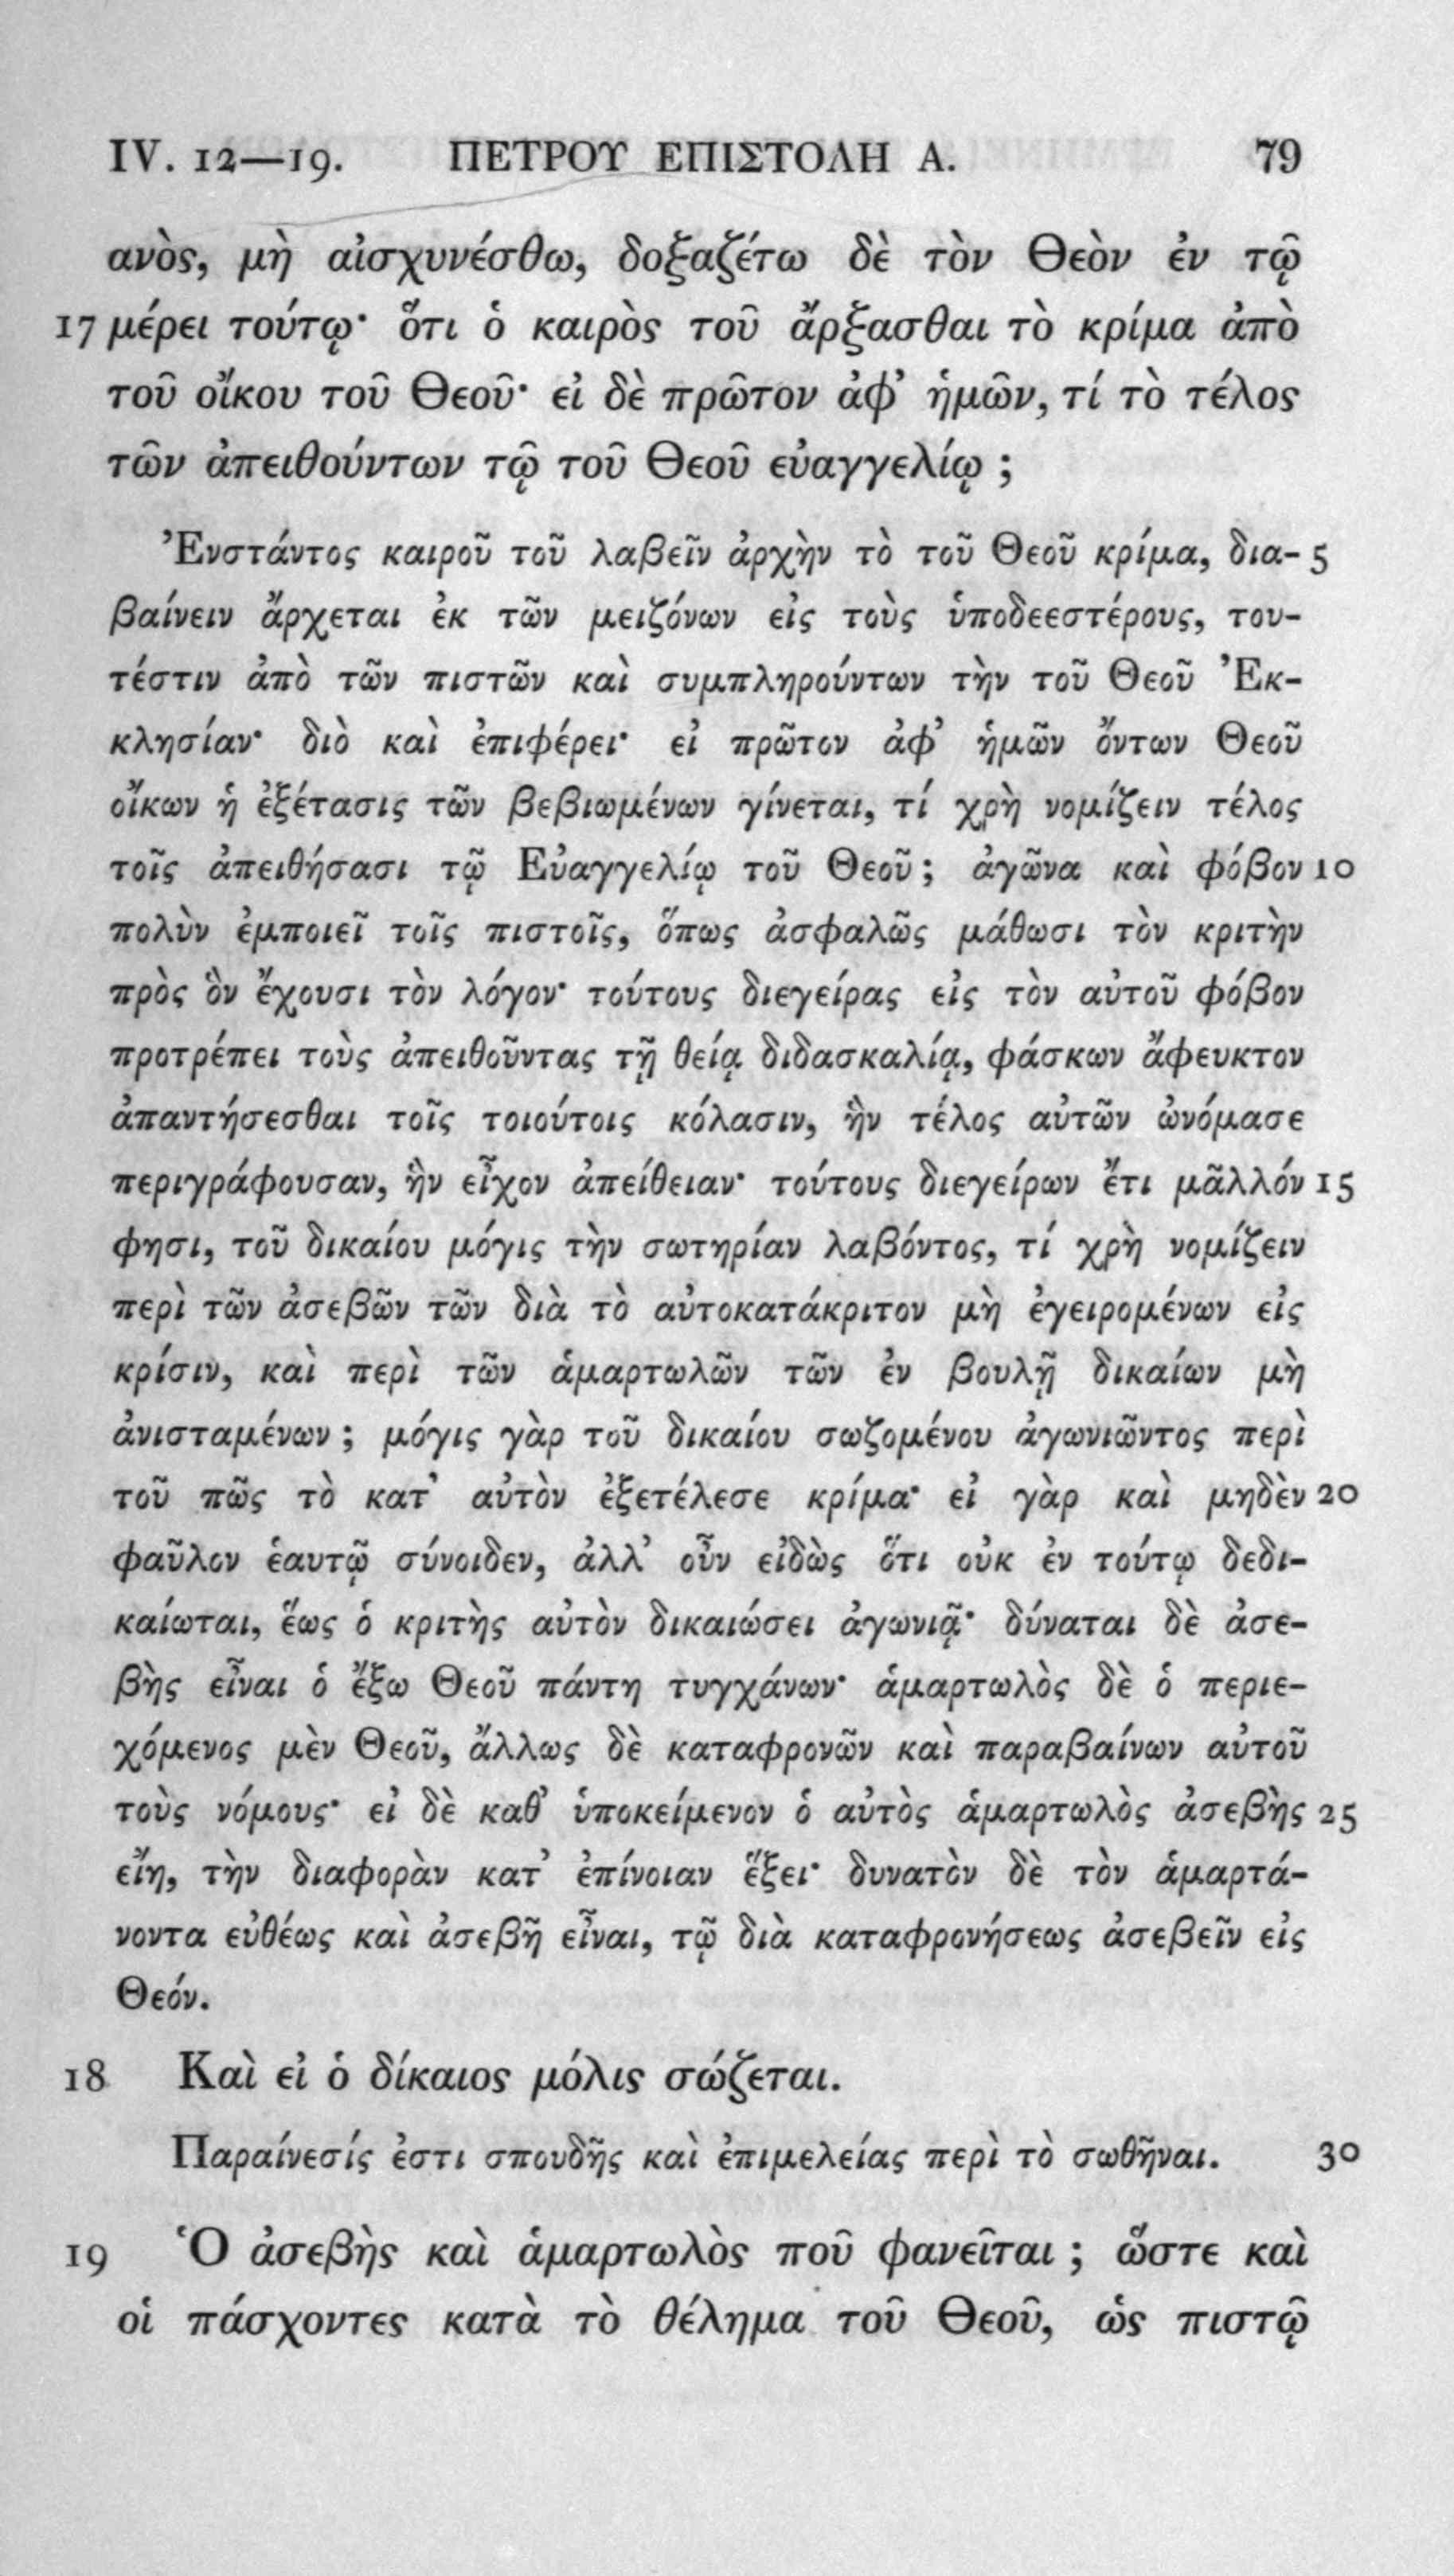 IV. 12—19. ΠΕΤΡΟΥ ΕΠΙΣΤΟΛΗ Α. 79
ανὸς, μὴ αἰσχυνέσθω, δοξαζέτω δὲ τὸν Θεὸν ἐν τῷ
17 μέρει τούτῳ· ὅτι ὁ καιρὸς τοῦ ἄρξασθαι τὸ κρίμα ἀπὸ
τοῦ οἴκου τοῦ Θεοῦ· εἰ δὲ πρῶτον ἀφ’ ἡμῶν, τί τὸ τέλος
τῶν ἀπειθούντων τῷ τοῦ Θεοῦ εὐαγγελίῳ ;
Ἐνστάντος καιροῦ τοῦ λαβεῖν ἀρχὴν τὸ τοῦ Θεοῦ κρίμα, δια- 5
βαίνειν ἄρχεται ἐκ τῶν μειζόνων εἰς τοὺς ὑποδεεστέρους, του-
τέστιν ἀπὸ τῶν πιστῶν καὶ συμπληρούντων τὴν τοῦ Θεοῦ Ἐκ-
κλησίαν· διὸ καὶ ἐπιφέρει· εἰ πρῶτον ἀφ’ ἡμῶν ὄντων Θεοῦ
οἴκων ἡ ἐξέτασις τῶν βεβιωμένων γίνεται, τί χρὴ νομίζειν τέλος
τοῖς ἀπειθήσασι τῷ Εὐαγγελίῳ τοῦ Θεοῦ ; ἀγῶνα καὶ φόβον 10
πολὺν ἐμποιεῖ τοῖς πιστοῖς, ὅπως ἀσφαλῶς μάθωσι τὸν κριτὴν
πρὸς ὃν ἔχουσι τὸν λόγον· τούτους διεγείρας εἰς τὸν αὐτοῦ φόβον
προτρέπει τοὺς ἀπειθοῦντας τῇ θείᾳ διδασκαλίᾳ, φάσκων ἄφευκτον
ἀπαντήσεσθαι τοῖς τοιούτοις κόλασιν, ἣν τέλος αὐτῶν ὠνόμασε
περιγράφουσαν, ἣν εἶχον ἀπείθειαν· τούτους διεγείρων ἔτι μᾶλλόν 15
φησι, τοῦ δικαίου μόγις τὴν σωτηρίαν λαβόντος, τί χρὴ νομίζειν
περὶ τῶν ἀσεβῶν τῶν διὰ τὸ αὐτοκατάκριτον μὴ ἐγειρομένων εἰς
κρίσιν, καὶ περὶ τῶν ἁμαρτωλῶν τῶν ἐν βουλῇ δικαίων μὴ
ἀνισταμένων ; μόγις γὰρ τοῦ δικαίου σωζομένου ἀγωνιῶντος περὶ
τοῦ πῶς τὸ κατ’ αὐτὸν ἐξετέλεσε κρίμα· εἰ γὰρ καὶ μηδὲν 20
φαῦλον ἑαυτῷ σύνοιδεν, ἀλλ’ οὖν εἰδὼς ὅτι οὐκ ἐν τούτῳ δεδι-
καίωται, ἕως ὁ κριτὴς αὐτὸν δικαιώσει ἀγωνιᾷ· δύναται δὲ ἀσε-
βὴς εἶναι ὁ ἔξω Θεοῦ πάντη τυγχάνων· ἁμαρτωλὸς δὲ ὁ περιε-
χόμενος μὲν Θεοῦ, ἄλλως δὲ καταφρονῶν καὶ παραβαίνων αὐτοῦ
τοὺς νόμους· εἰ δὲ καθ’ ὑποκείμενον ὁ αὐτὸς ἁμαρτωλὸς ἀσεβὴς 25
εἴη, τὴν διαφορὰν κατ’ ἐπίνοιαν ἕξει· δυνατὸν δὲ τὸν ἁμαρτά-
νοντα εὐθέως καὶ ἀσεβῆ εἶναι, τῷ διὰ καταφρονήσεως ἀσεβεῖν εἰς
Θεόν.
18 Καὶ εἰ ὁ δίκαιος μόλις σώζεται.
Παραίνεσίς ἐστι σπουδῆς καὶ ἐπιμελείας περὶ τὸ σωθῆναι. 30
19 Ὁ ἀσεβὴς καὶ ἁμαρτωλὸς ποῦ φανεῖται ; ὥστε καὶ
οἱ πάσχοντες κατὰ τὸ θέλημα τοῦ Θεοῦ, ὡς πιστῷ